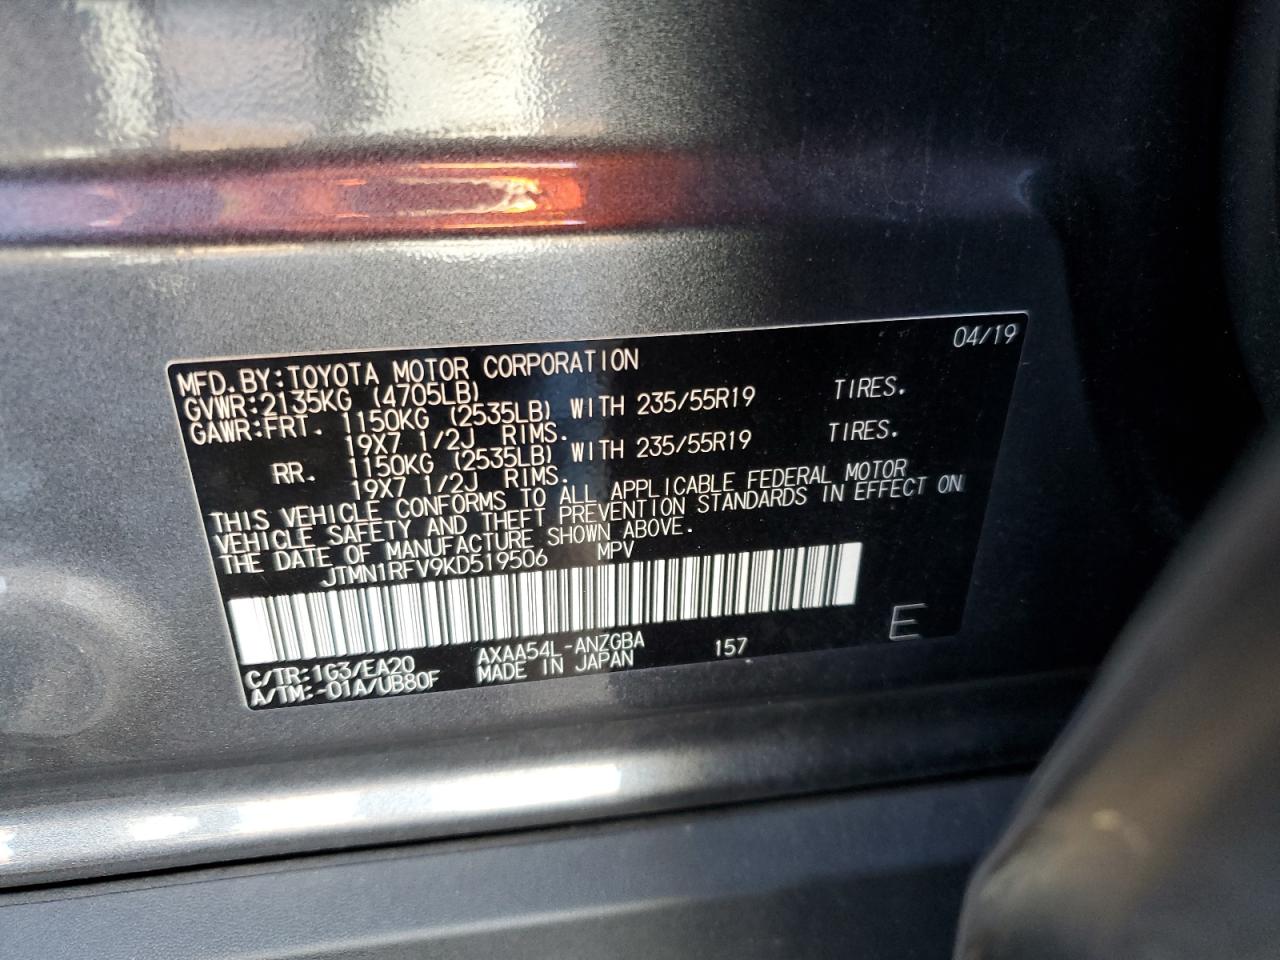 04/19
MFD.BY:TOYOTA MOTOR CORPORATION
GVWR:2135KG (4705LB)
GAWR:FRT. 1150KG (2535LB) WITH 235/55R19 TIRES.
19X7 1/2J RIMS.
RR. 1150KG (2535LB) WITH 235/55R19 TIRES.
19X7 1/2J RIMS.
THIS VEHICLE CONFORMS TO ALL APPLICABLE FEDERAL MOTOR
VEHICLE SAFETY AND THEFT PREVENTION STANDARDS IN EFFECT ON
THE DATE OF MANUFACTURE SHOWN ABOVE.
JTMN1RFV9KD519506 MPV
C/TR:1G3/EA20 AXAA54L-ANZGBA 157 E
A/TM:-01A/UB80F MADE IN JAPAN